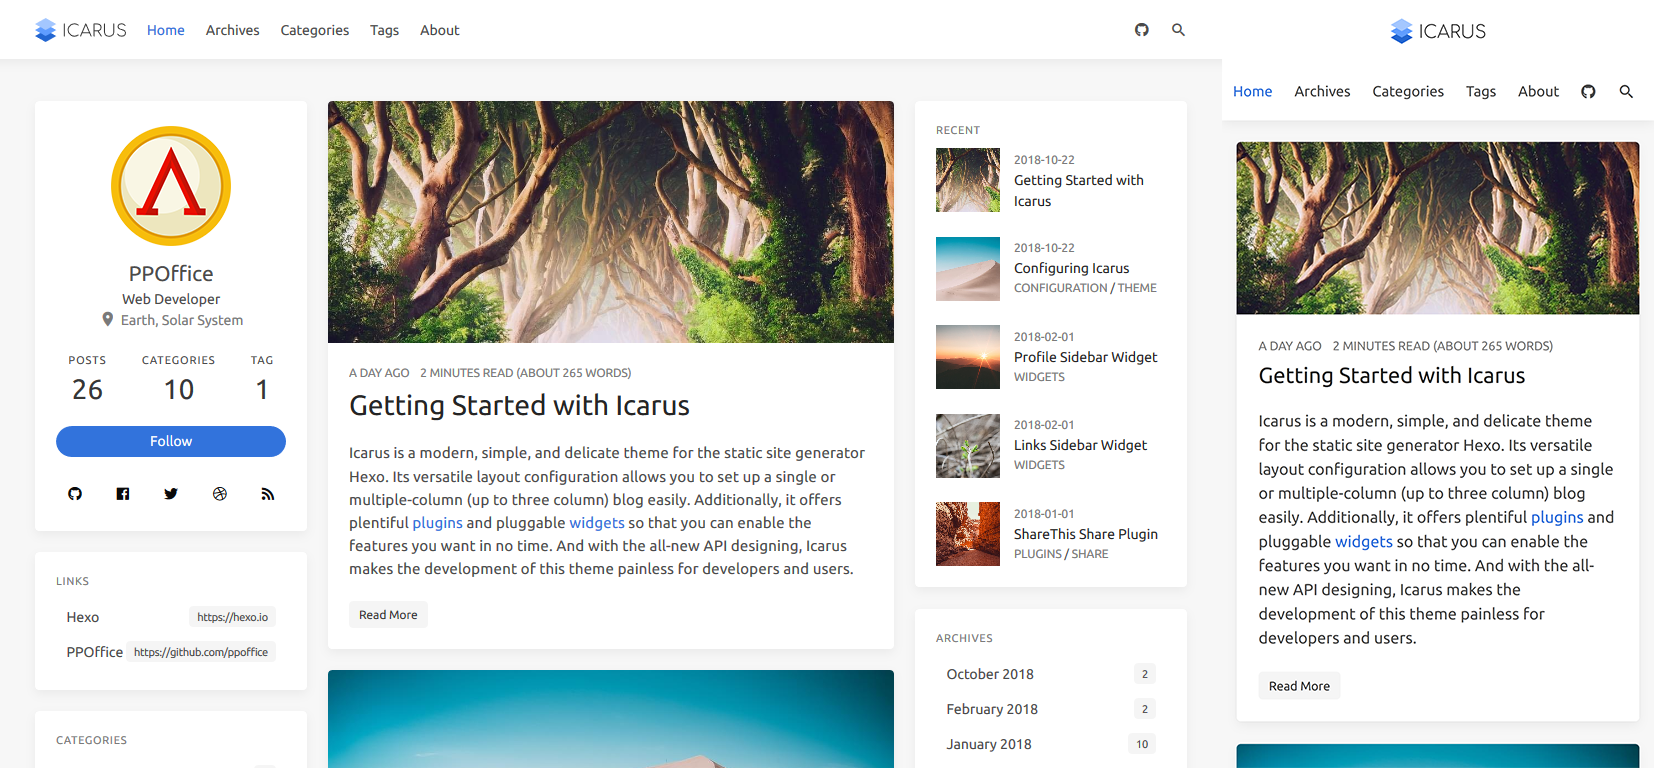 ICARUS Home Archives Categories Tags About
PPOffice
Web Developer
Earth, Solar System
POSTS CATEGORIES TAG
26 10 1
Follow
LINKS
Hexo https://hexo.io
PPOffice https://github.com/ppoffice
CATEGORIES
A DAY AGO 2 MINUTES READ (ABOUT 265 WORDS)
Getting Started with Icarus
Icarus is a modern, simple, and delicate theme for the static site generator
Hexo. Its versatile layout configuration allows you to set up a single or
multiple-column (up to three column) blog easily. Additionally, it offers
plentiful plugins and pluggable widgets so that you can enable the
features you want in no time. And with the all-new API designing, Icarus
makes the development of this theme painless for developers and users.
Read More
RECENT
2018-10-22
Getting Started with
Icarus
2018-10-22
Configuring Icarus
CONFIGURATION / THEME
2018-02-01
Profile Sidebar Widget
WIDGETS
2018-02-01
Links Sidebar Widget
WIDGETS
2018-01-01
ShareThis Share Plugin
PLUGINS / SHARE
ARCHIVES
October 2018 2
February 2018 2
January 2018 10
ICARUS
Home Archives Categories Tags About
A DAY AGO 2 MINUTES READ (ABOUT 265 WORDS)
Getting Started with Icarus
Icarus is a modern, simple, and delicate theme
for the static site generator Hexo. Its versatile
layout configuration allows you to set up a single
or multiple-column (up to three column) blog
easily. Additionally, it offers plentiful plugins and
pluggable widgets so that you can enable the
features you want in no time. And with the all-
new API designing, Icarus makes the
development of this theme painless for
developers and users.
Read More